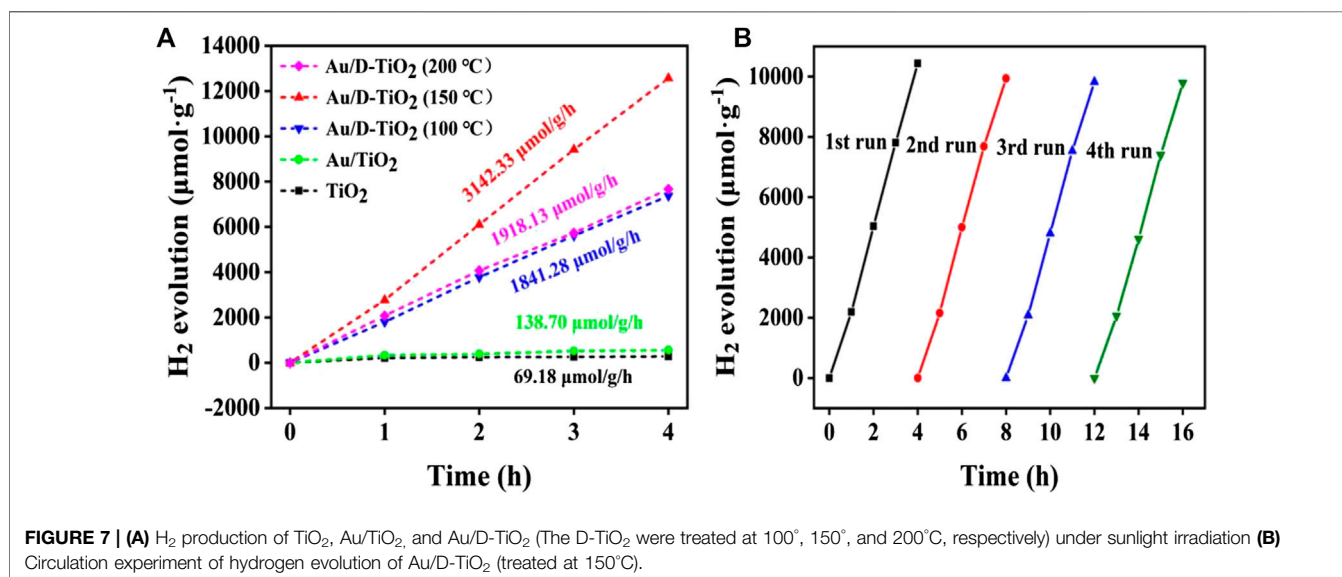 A
H₂ evolution (μmol·g⁻¹)
14000
12000
10000
8000
6000
4000
2000
0
-2000
Au/D-TiO₂ (200 ℃）
Au/D-TiO₂ (150 ℃）
Au/D-TiO₂ (100 ℃）
Au/TiO₂
TiO₂
3142.33 μmol/g/h
1918.13 μmol/g/h
1841.28 μmol/g/h
138.70 μmol/g/h
69.18 μmol/g/h
0 1 2 3 4
Time (h)
B
H₂ evolution (μmol·g⁻¹)
10000
8000
6000
4000
2000
0
1st run 2nd run 3rd run 4th run
0 2 4 6 8 10 12 14 16
Time (h)
FIGURE 7 | (A) H₂ production of TiO₂, Au/TiO₂, and Au/D-TiO₂ (The D-TiO₂ were treated at 100°, 150°, and 200°C, respectively) under sunlight irradiation (B)
Circulation experiment of hydrogen evolution of Au/D-TiO₂ (treated at 150°C).